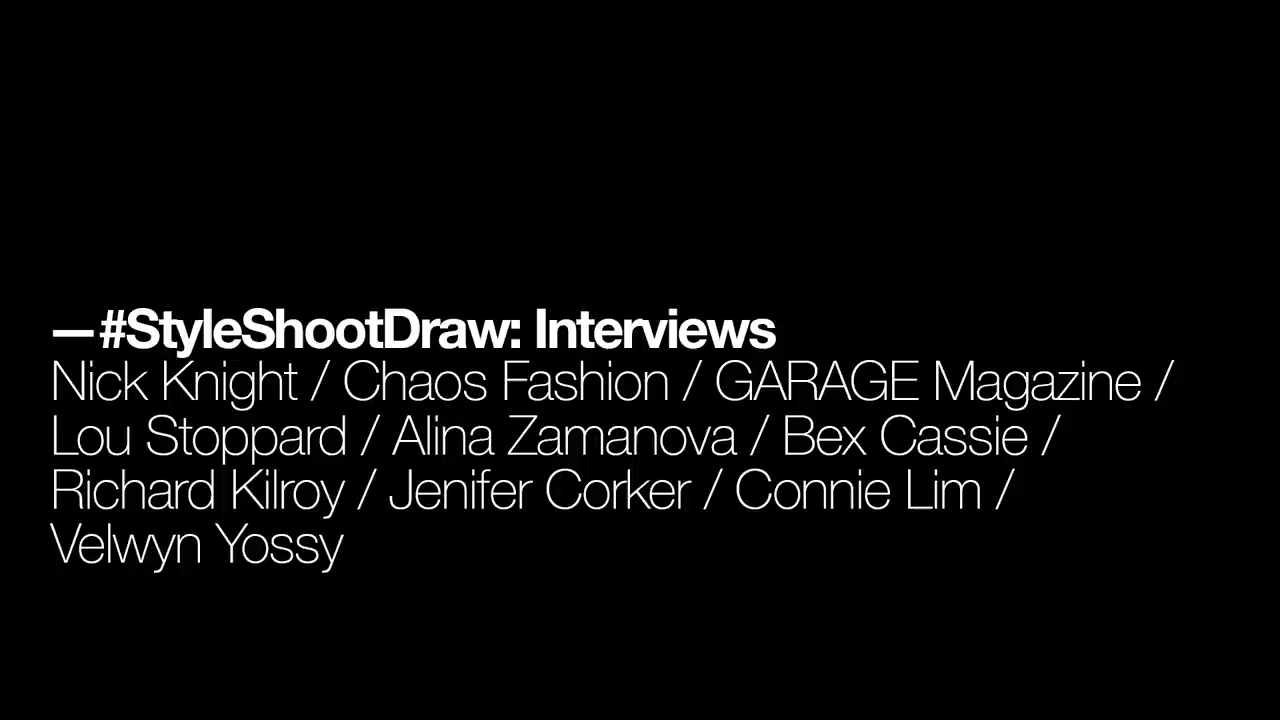 —#StyleShootDraw: Interviews
Nick Knight / Chaos Fashion / GARAGE Magazine /
Lou Stoppard / Alina Zamanova / Bex Cassie /
Richard Kilroy / Jenifer Corker / Connie Lim /
Velwyn Yossy